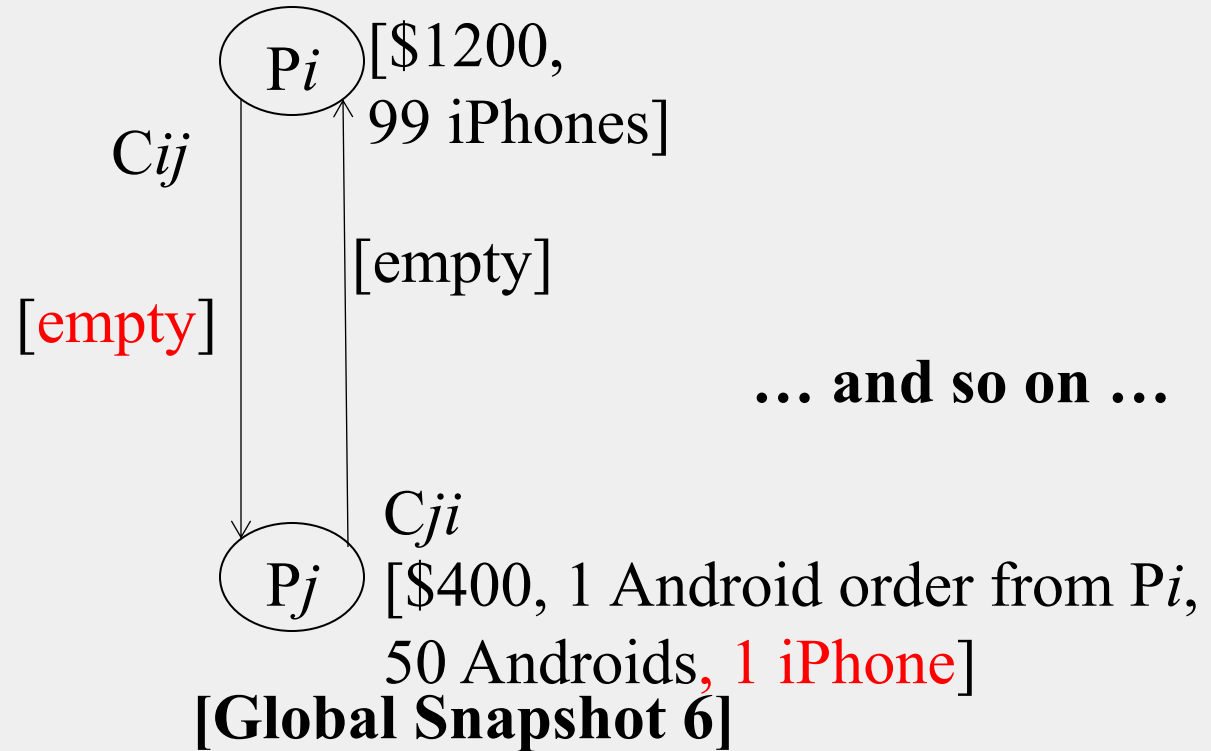 Pi
[$1200,
99 iPhones]
Cij
[empty]
[empty]
… and so on …
Cji
Pj
[$400, 1 Android order from Pi,
50 Androids, 1 iPhone]
[Global Snapshot 6]